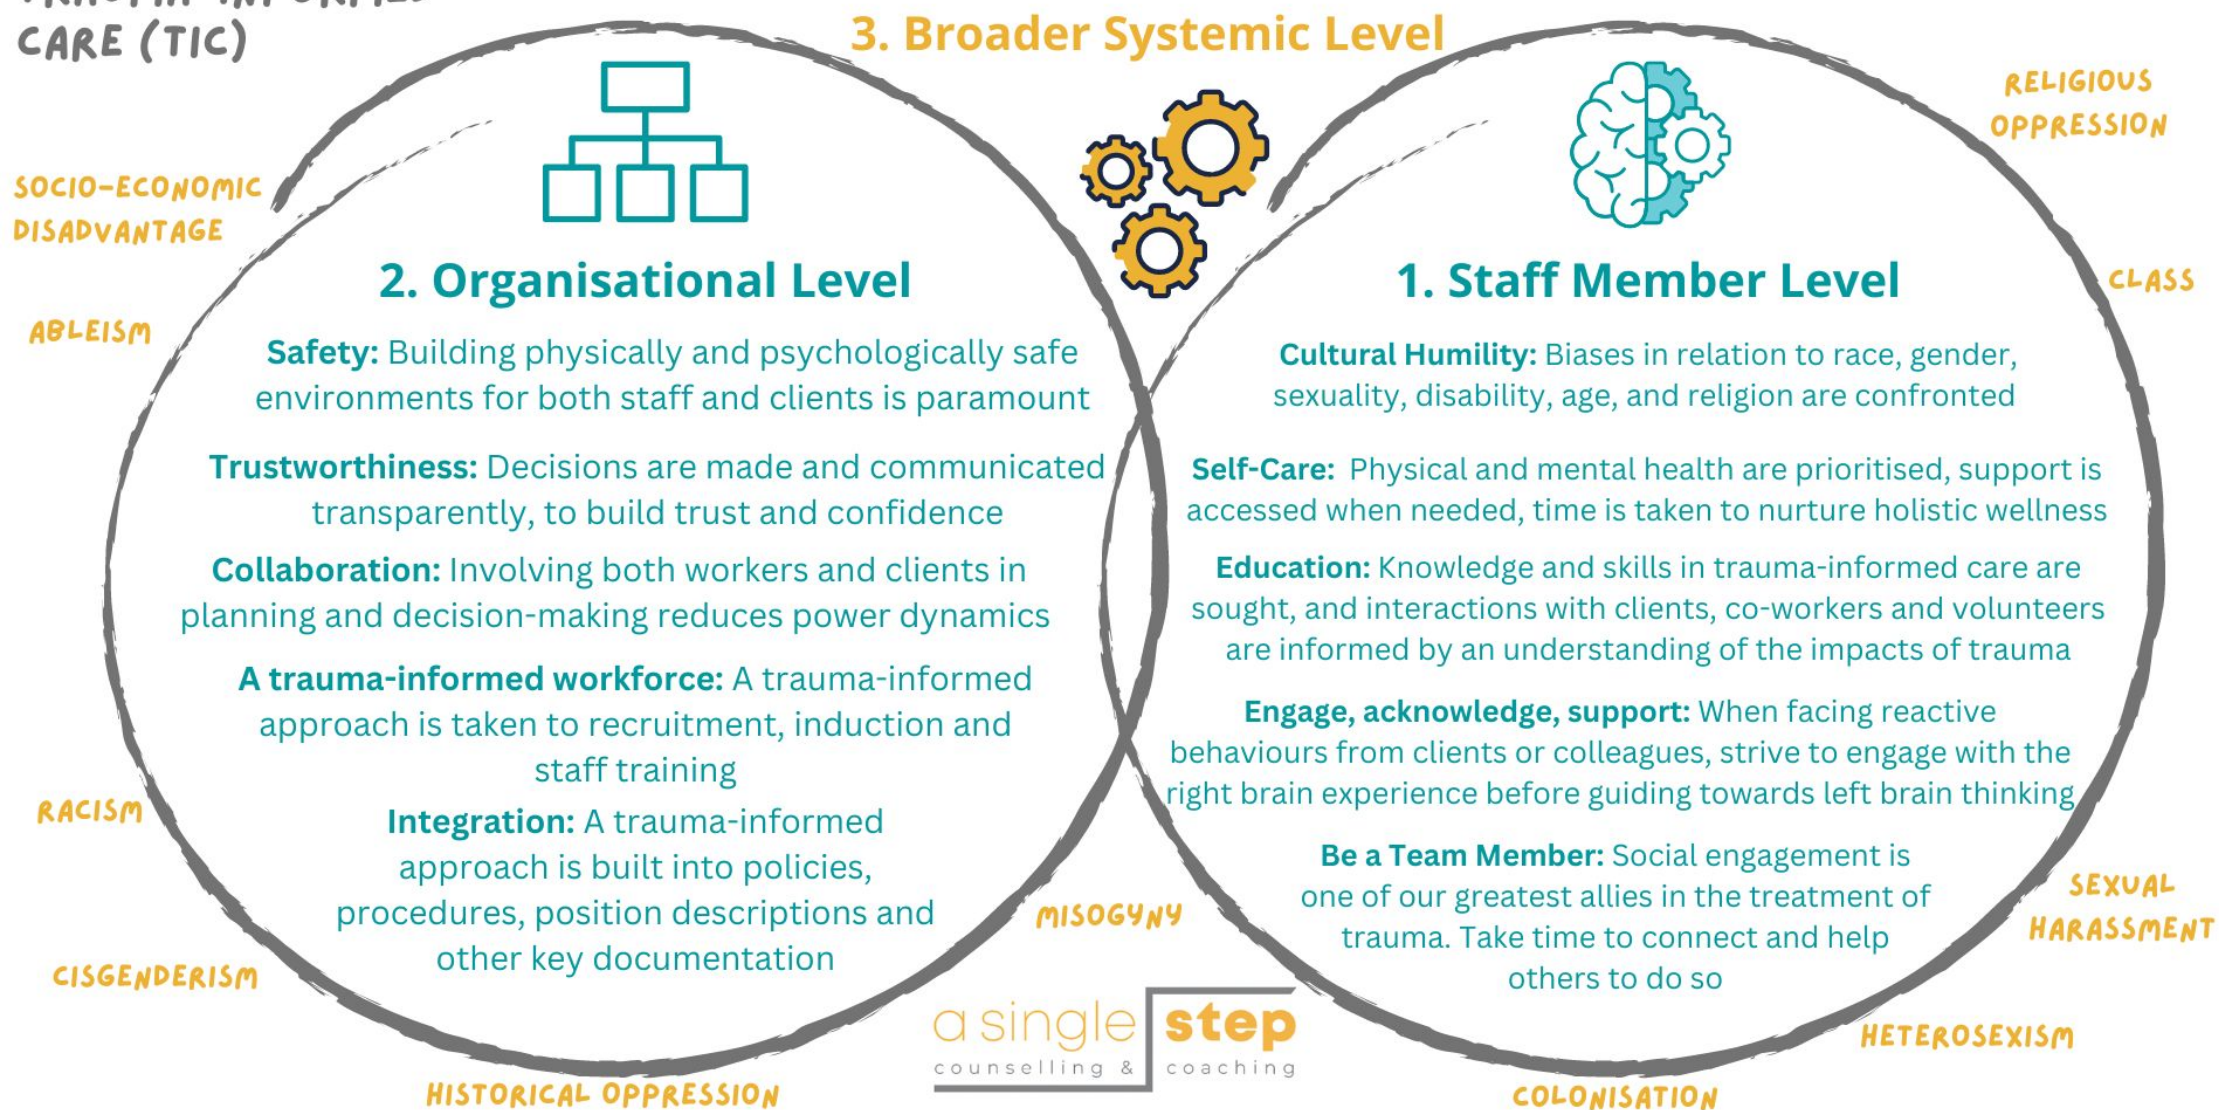 CARE (TIC)
3. Broader Systemic Level
RELIGIOUS
OPPRESSION
SOCIO-ECONOMIC
DISADVANTAGE
CLASS
ABLEISM
2. Organisational Level
Safety: Building physically and psychologically safe
environments for both staff and clients is paramount
Trustworthiness: Decisions are made and communicated
transparently, to build trust and confidence
Collaboration: Involving both workers and clients in
planning and decision-making reduces power dynamics
A trauma-informed workforce: A trauma-informed
approach is taken to recruitment, induction and
staff training
Integration: A trauma-informed
approach is built into policies,
procedures, position descriptions and
other key documentation
1. Staff Member Level
Cultural Humility: Biases in relation to race, gender,
sexuality, disability, age, and religion are confronted
Self-Care: Physical and mental health are prioritised, support is
accessed when needed, time is taken to nurture holistic wellness
Education: Knowledge and skills in trauma-informed care are
sought, and interactions with clients, co-workers and volunteers
are informed by an understanding of the impacts of trauma
Engage, acknowledge, support: When facing reactive
behaviours from clients or colleagues, strive to engage with the
right brain experience before guiding towards left brain thinking
Be a Team Member: Social engagement is
one of our greatest allies in the treatment of
trauma. Take time to connect and help
others to do so
RACISM
CISGENDERISM
MISOGYNY
SEXUAL
HARASSMENT
HETEROSEXISM
HISTORICAL OPPRESSION
COLONISATION
a single step
counselling & coaching